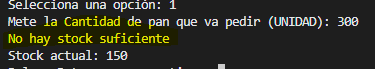 Selecciona una opción: 1
Mete la Cantidad de pan que va pedir (UNIDAD): 300
No hay stock suficiente
Stock actual: 150